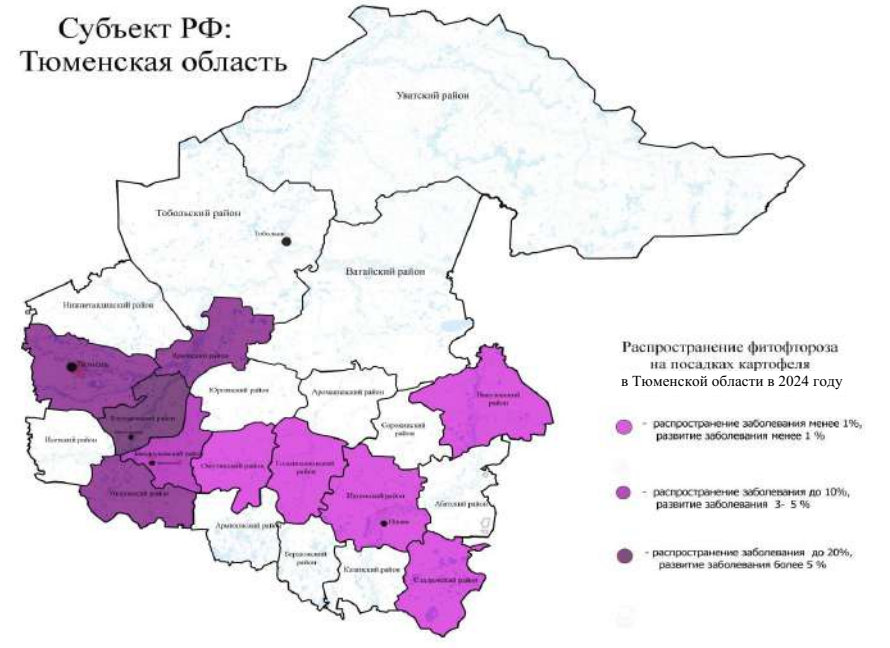 Субъект РФ:
Тюменская область
Уватский район
Тобольский район
Тобольск
Вагайский район
Нижнетавдинский район
Ярковский район
Тюмень
Юргинский район
Аромашевский район
Викуловский
район
Сорокинский
район
Исетский район
Омутинский район
Голышмановский
район
Упоровский район
Ишимский район
Ишим
Абатский район
Армизонский район
Бердюжский
район
Казанский район
Сладковский район
Распространение фитофтороза
на посадках картофеля
в Тюменской области в 2024 году
- распространение заболевания менее 1%,
развитие заболевания менее 1 %
- распространение заболевания до 10%,
развитие заболевания 3- 5 %
- распространение заболевания до 20%,
развитие заболевания более 5 %